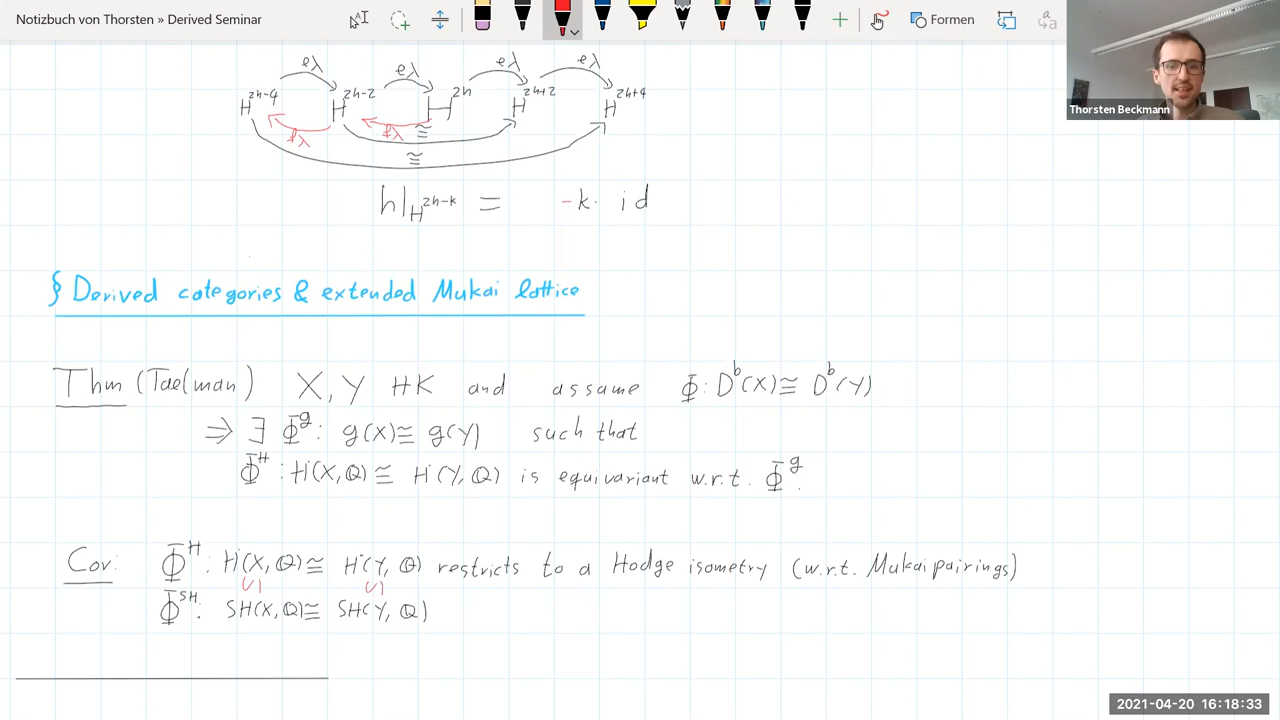 Notizbuch von Thorsten » Derived Seminar
Formen
Thorsten Beckmann
eλ eλ eλ eλ
H^{2n-4} H^{2n-2} H^{2n} H^{2n+2} H^{2n+4}
fλ fλ ≅
≅
h|_{H^{2n-k}} = -k· id
§ Derived categories & extended Mukai lattice
Thm (Taelman) X, Y HK and assame Φ: D^b(X) ≅ D^b(Y)
⇒ ∃ Φ^g: g(X) ≅ g(Y) such that
Φ^H: H(X, Q) ≅ H(Y, Q) is equivariant w.r.t. Φ^g.
Cor: Φ^H: H(X, Q) ≅ H(Y, Q) restricts to a Hodge isometry (w.r.t. Mukai pairings)
∪| ∪|
Φ^{SH}: SH(X, Q) ≅ SH(Y, Q)
2021-04-20 16:18:33